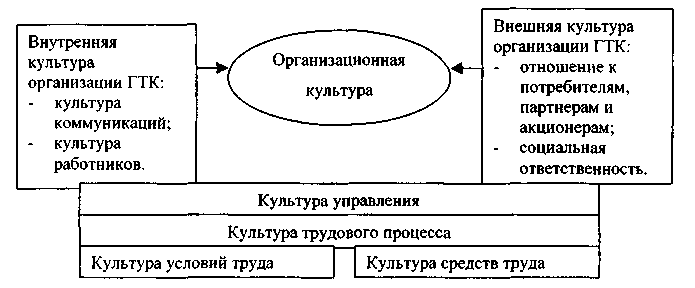 Внутренняя
культура
организации ГТК:
- культура
коммуникаций;
- культура
работников.
Организационная
культура
Внешняя культура
организации ГТК:
- отношение к
потребителям,
партнерам и
акционерам;
- социальная
ответственность.
Культура управления
Культура трудового процесса
Культура условий труда
Культура средств труда